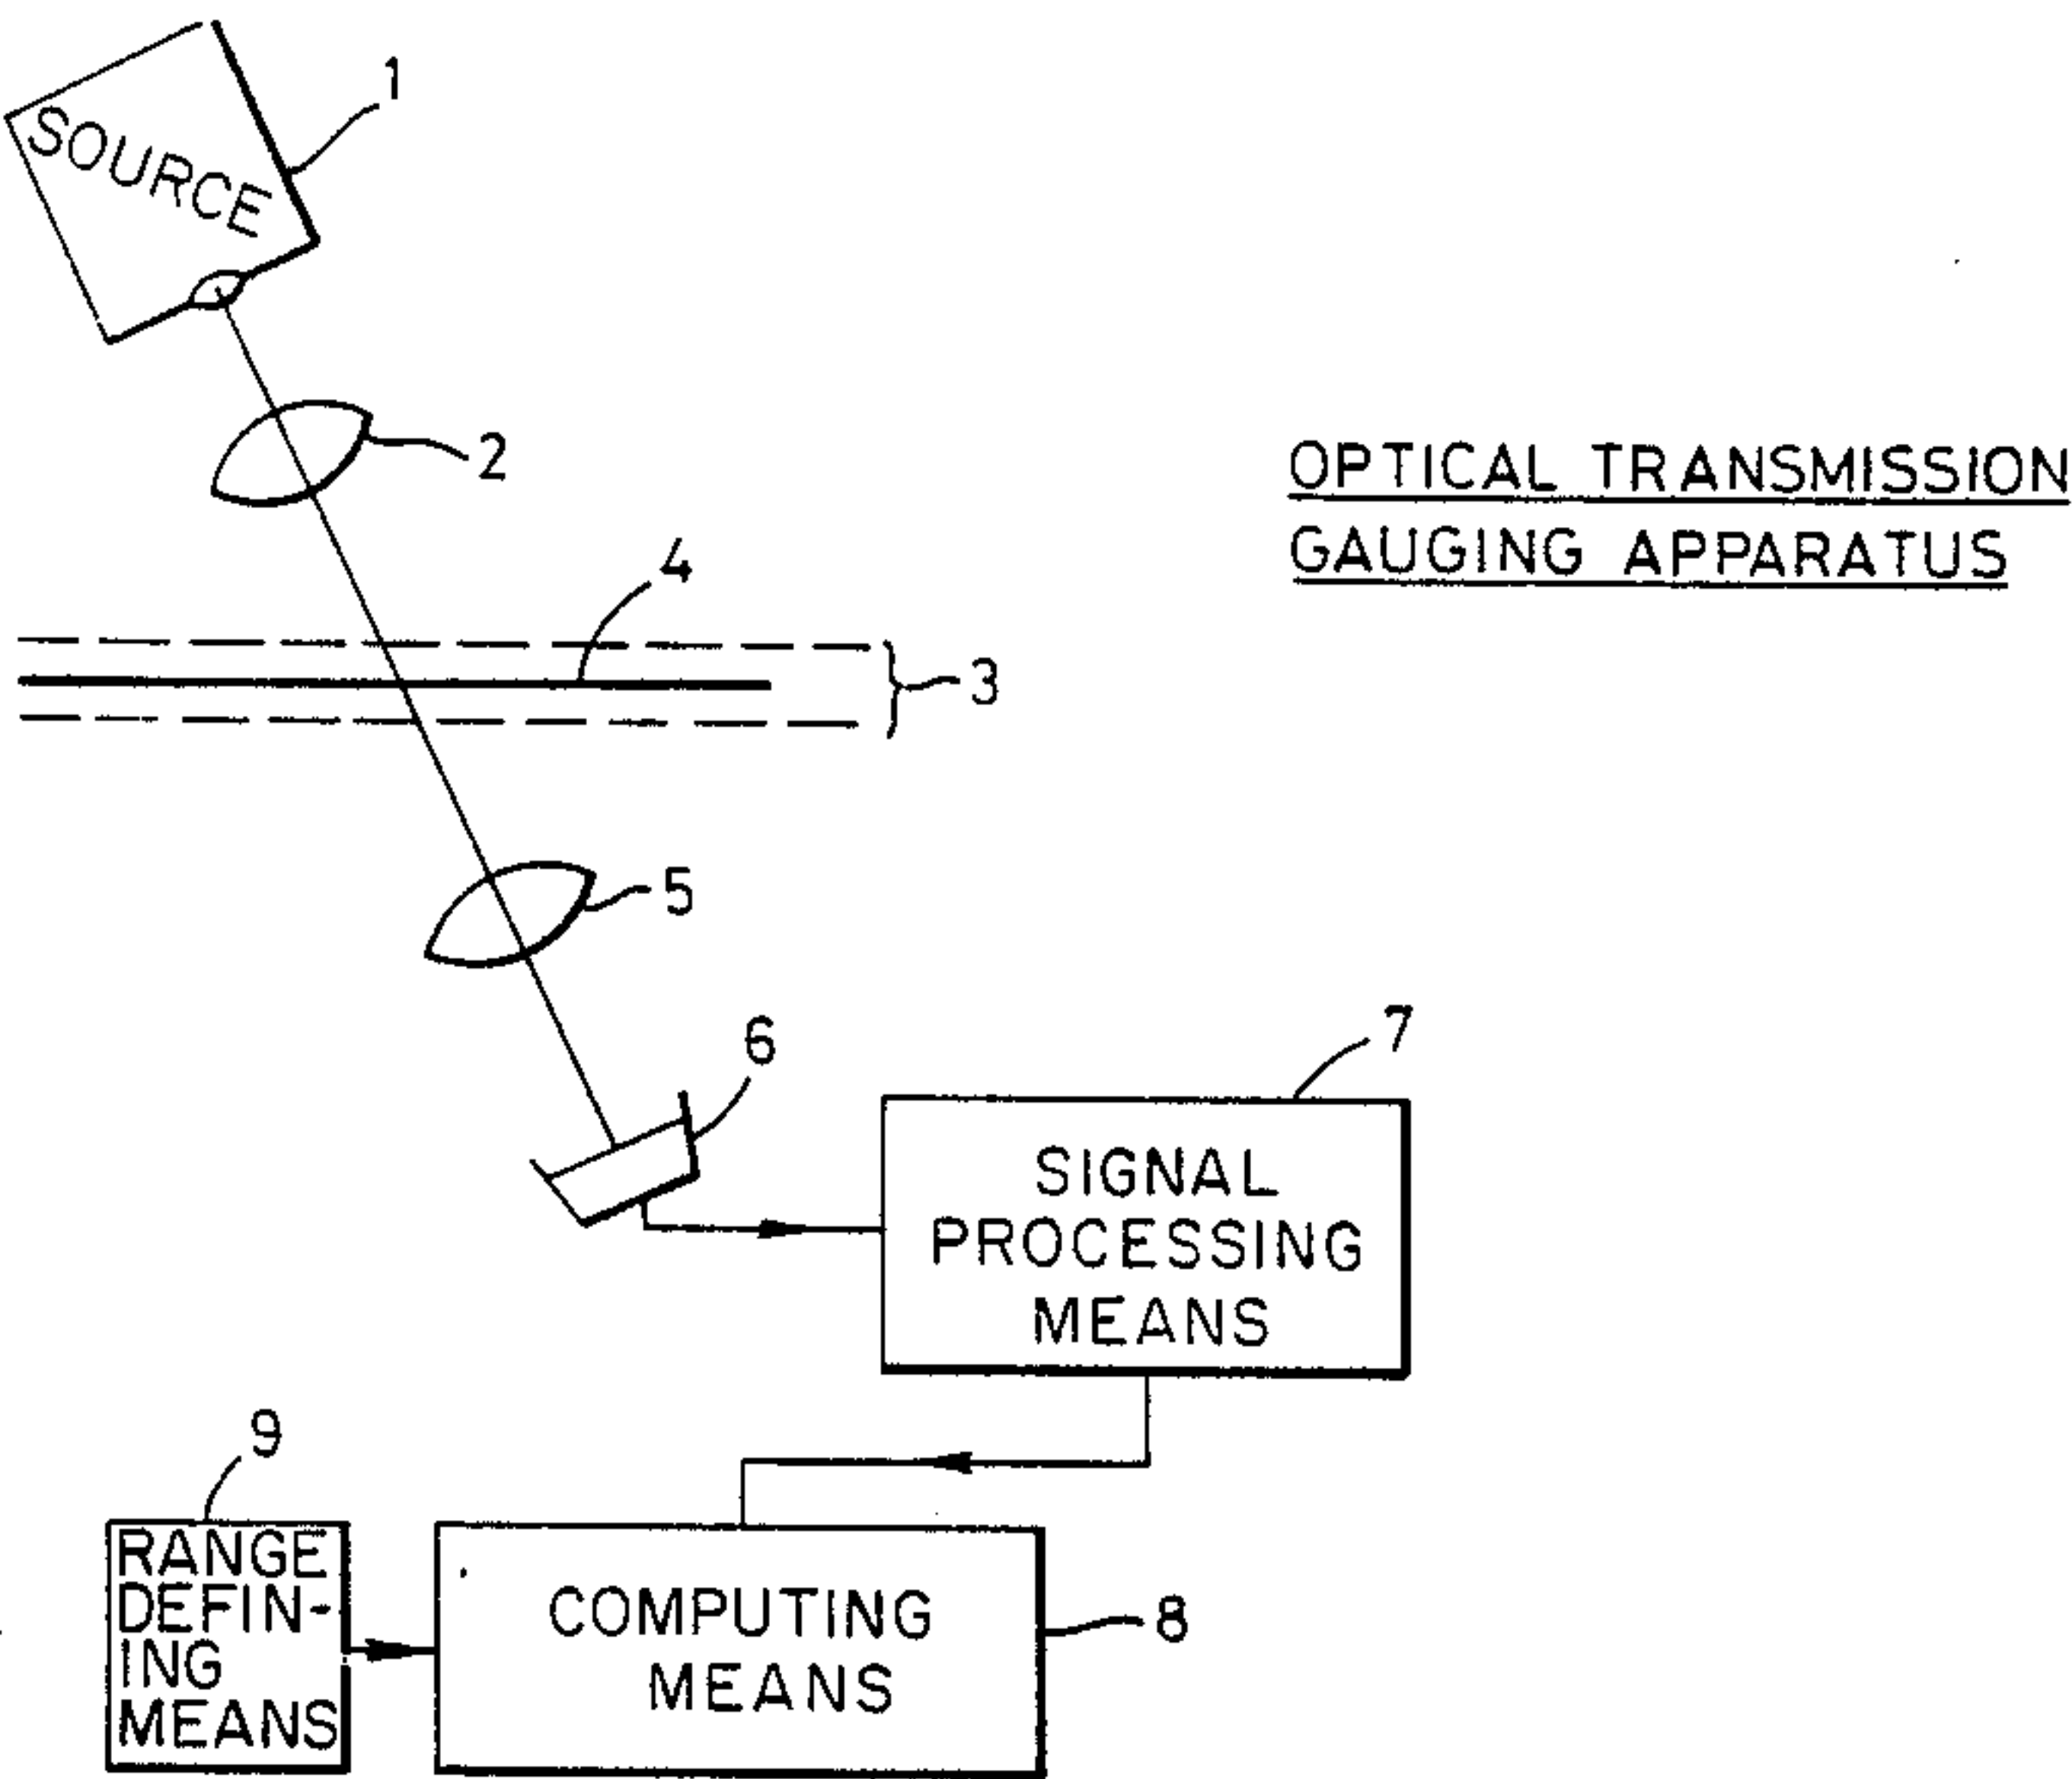 SOURCE
1
2
OPTICAL TRANSMISSION
GAUGING APPARATUS
4
3
5
6
7
SIGNAL
PROCESSING
MEANS
9
RANGE
DEFIN-
ING
MEANS
COMPUTING
MEANS
8